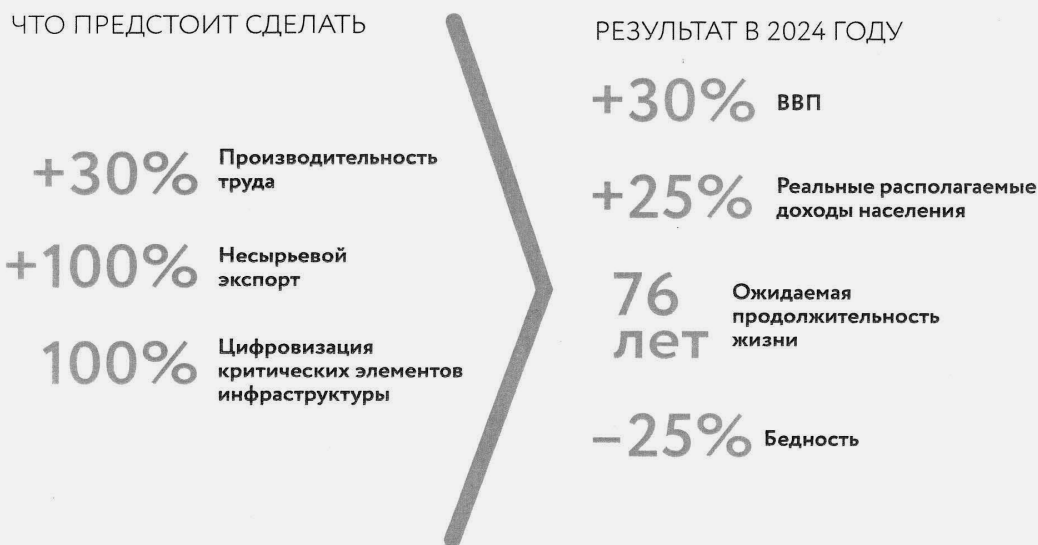 ЧТО ПРЕДСТОИТ СДЕЛАТЬ
+30% Производительность
труда
+100% Несырьевой
экспорт
100% Цифровизация
критических элементов
инфраструктуры
РЕЗУЛЬТАТ В 2024 ГОДУ
+30% ВВП
+25% Реальные располагаемые
доходы населения
76
лет
Ожидаемая
продолжительность
жизни
–25% Бедность